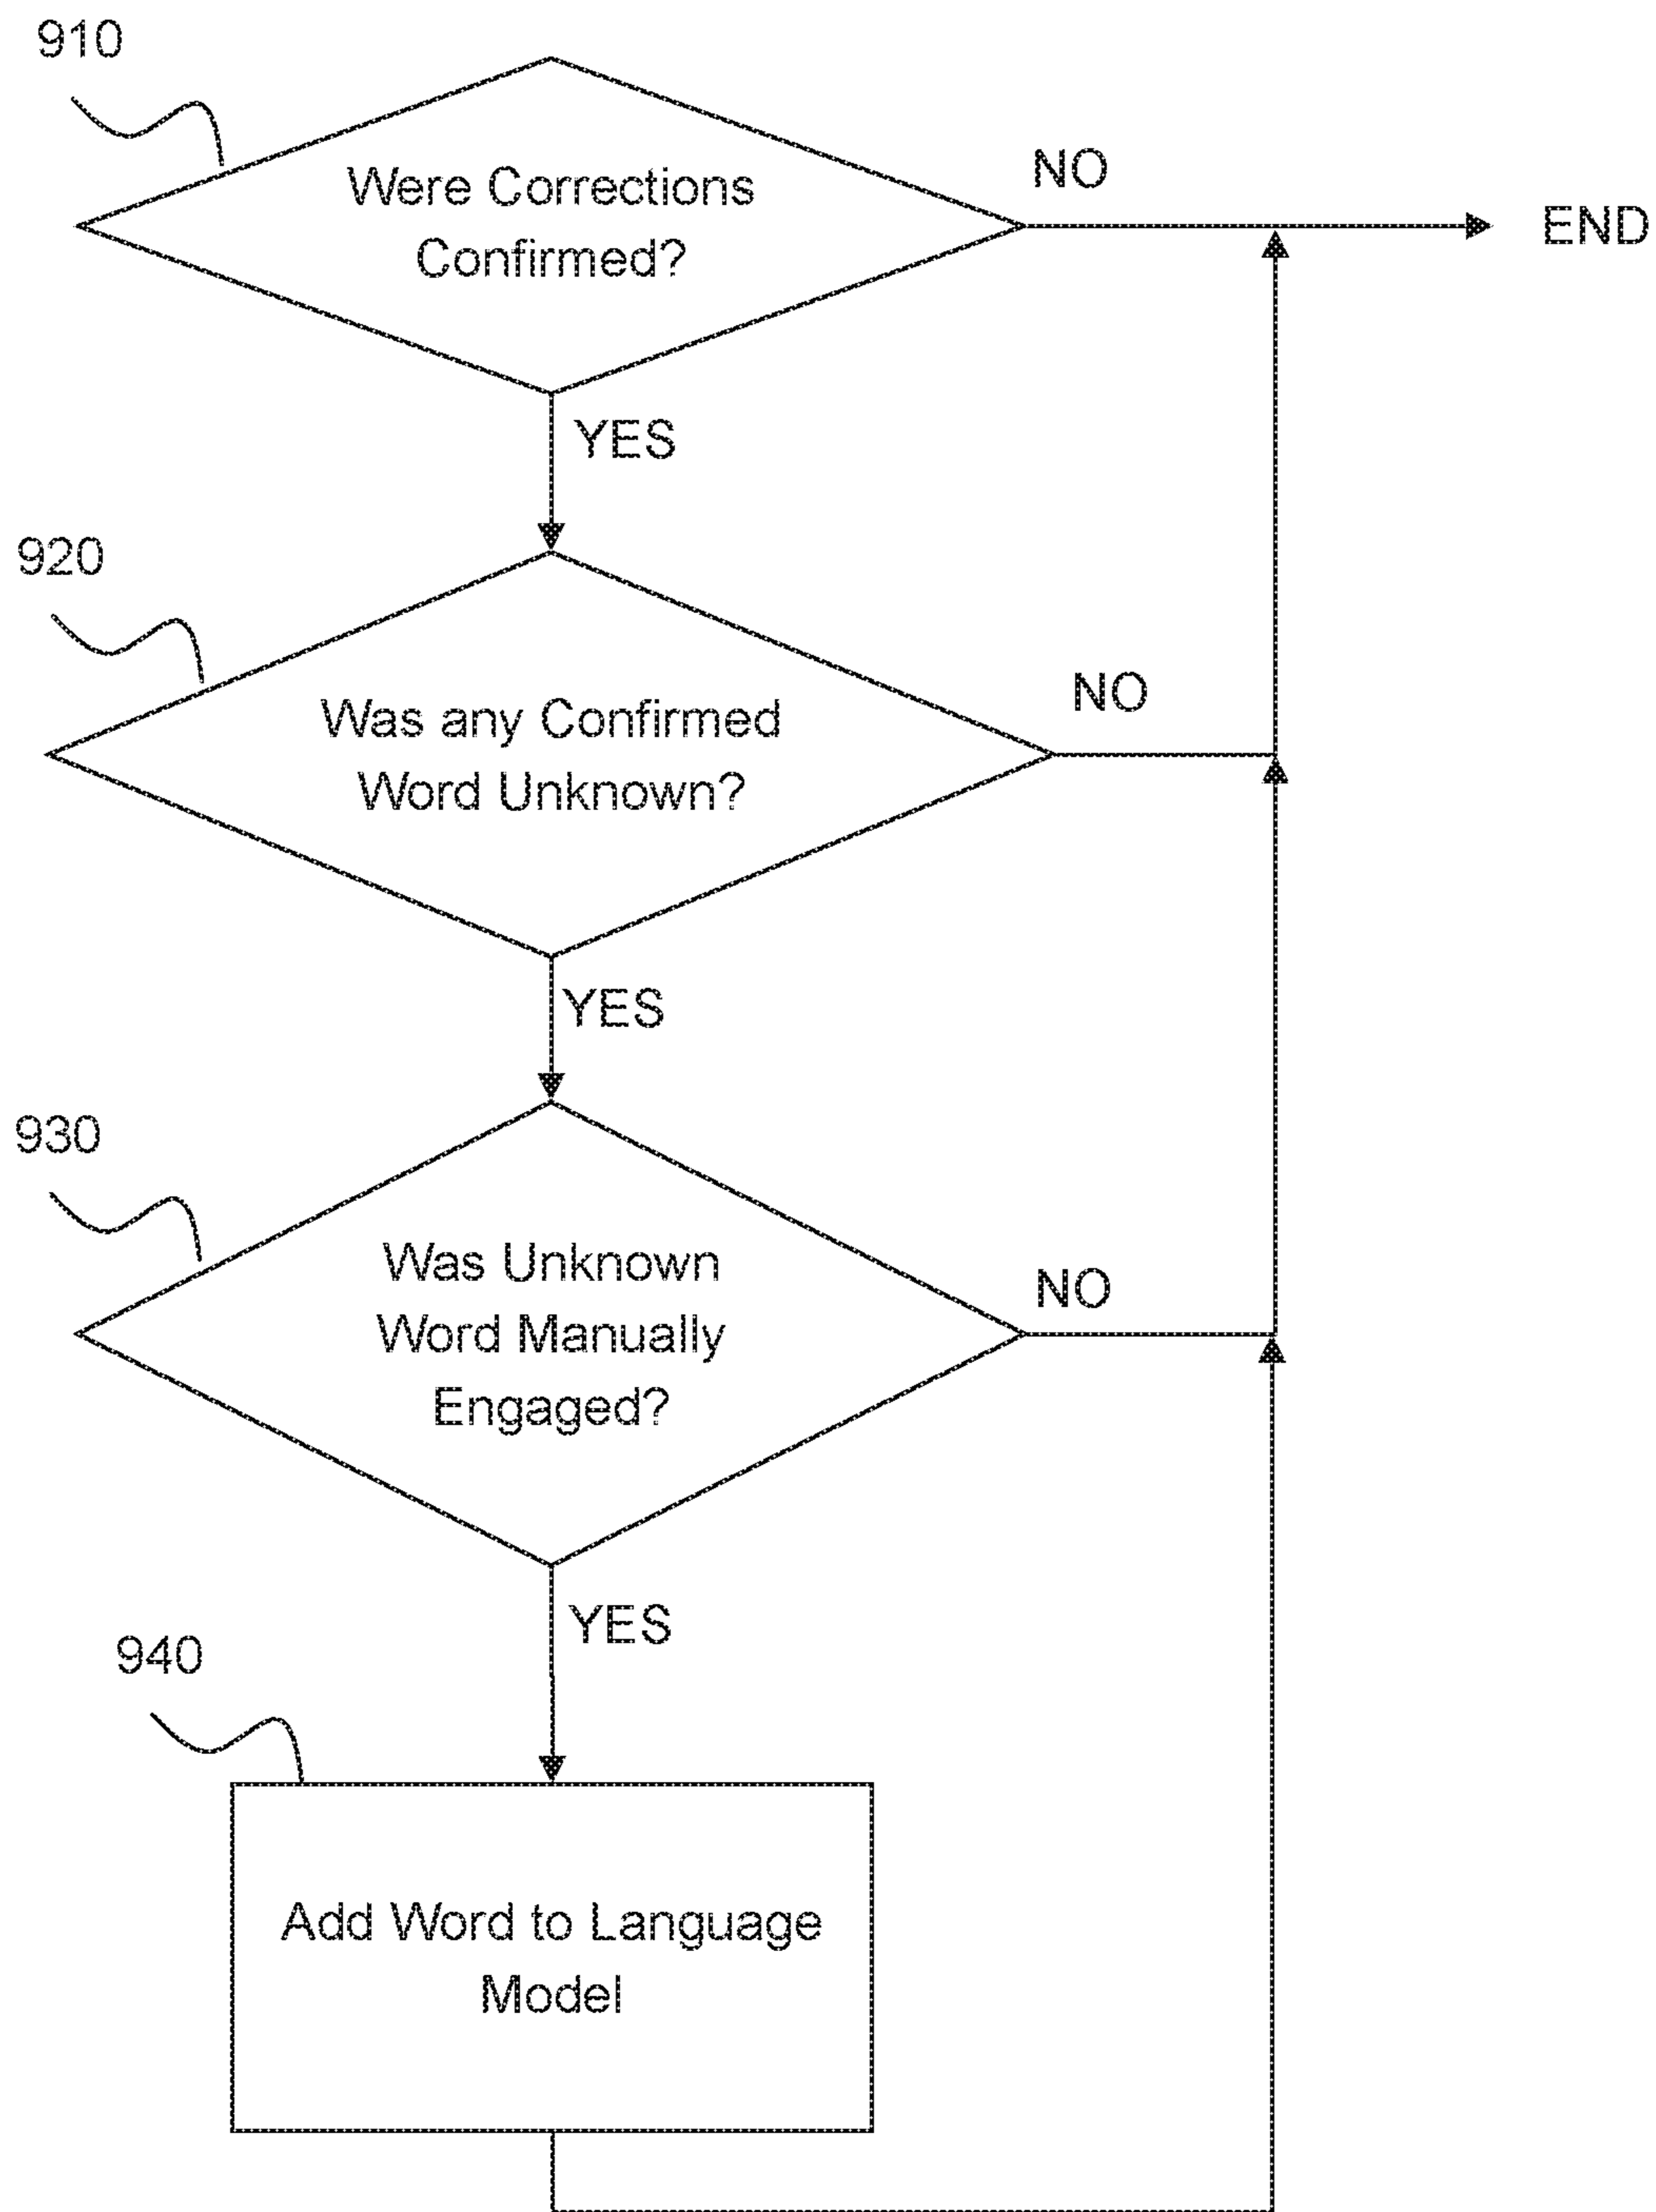 910
Were Corrections
Confirmed?
NO
END
YES
920
Was any Confirmed
Word Unknown?
NO
YES
930
Was Unknown
Word Manually
Engaged?
NO
YES
940
Add Word to Language
Model